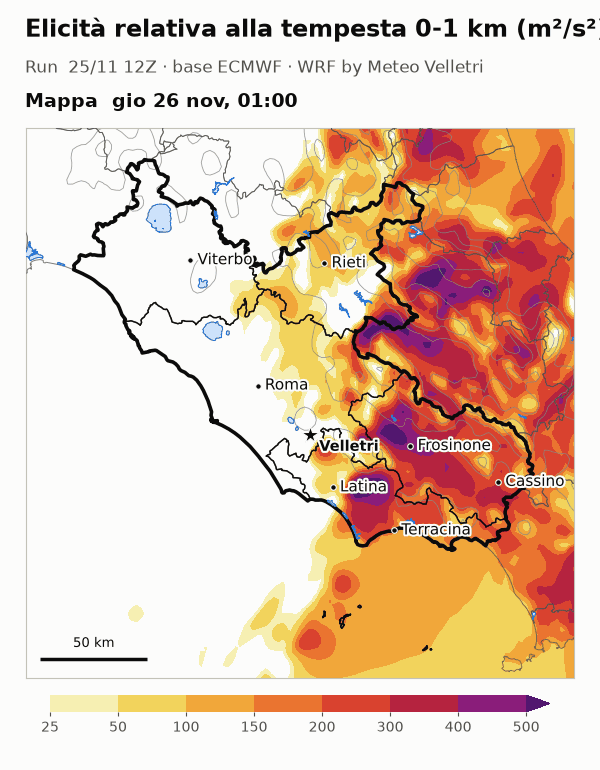 Elicità relativa alla tempesta 0-1 km (m²/s²)
Run 25/11 12Z · base ECMWF · WRF by Meteo Velletri
Mappa gio 26 nov, 01:00
Viterbo
Rieti
Roma
Velletri
Frosinone
Cassino
Latina
Terracina
50 km
25 50 100 150 200 300 400 500